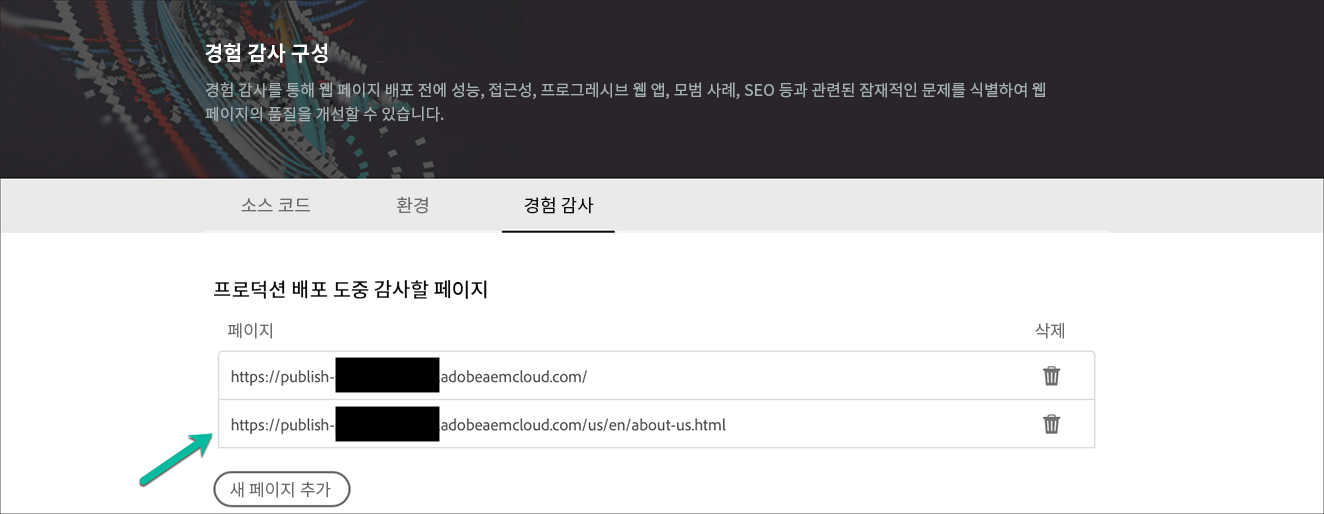 경험 감사 구성
경험 감사를 통해 웹 페이지 배포 전에 성능, 접근성, 프로그레시브 웹 앱, 모범 사례, SEO 등과 관련된 잠재적인 문제를 식별하여 웹
페이지의 품질을 개선할 수 있습니다.
소스 코드 환경 경험 감사
프로덕션 배포 도중 감사할 페이지
페이지 삭제
https://publish- adobeaemcloud.com/
https://publish- adobeaemcloud.com/us/en/about-us.html
새 페이지 추가